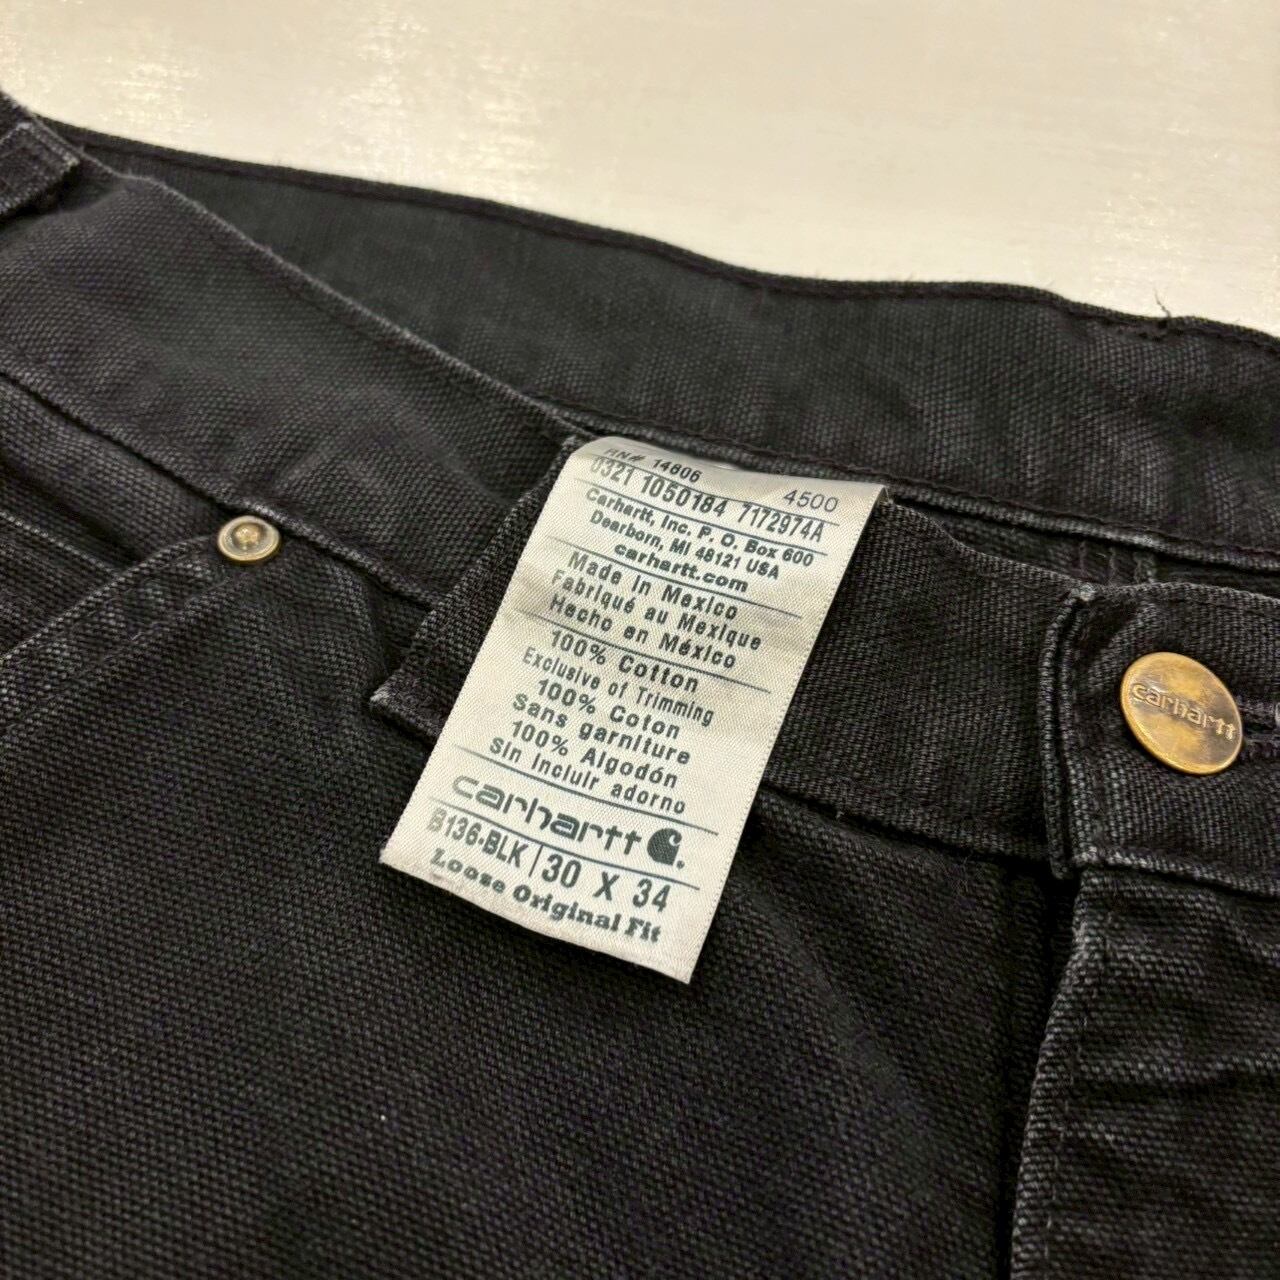 RN# 14806
4500
0321 1050184 7172974A
Carhartt, Inc. P. O. Box 600
Dearborn, MI 48121 USA
carhartt.com
Made in Mexico
Fabriqué au Mexique
Hecho en México
100% Cotton
Exclusive of Trimming
100% Coton
Sans garniture
100% Algodón
Sin incluir adorno
carhartt
B136·BLK 30 X 34
Loose Original Fit
carhartt